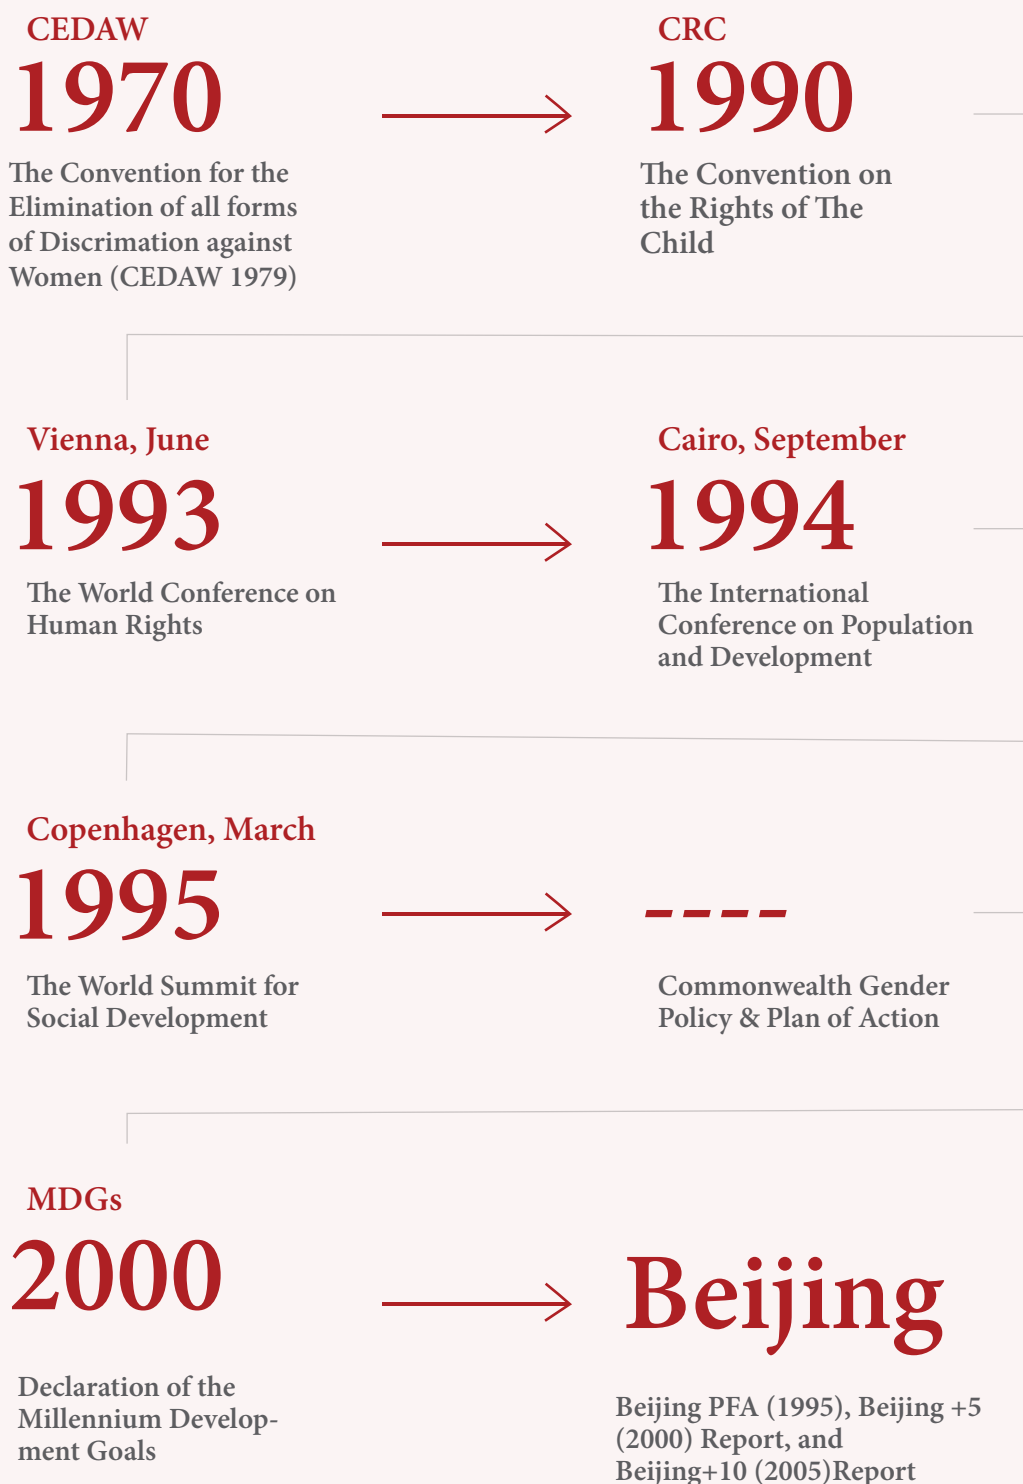 CEDAW
1970
The Convention for the
Elimination of all forms
of Discrimation against
Women (CEDAW 1979)
CRC
1990
The Convention on
the Rights of The
Child
Vienna, June
1993
The World Conference on
Human Rights
Cairo, September
1994
The International
Conference on Population
and Development
Copenhagen, March
1995
The World Summit for
Social Development
----
Commonwealth Gender
Policy & Plan of Action
MDGs
2000
Declaration of the
Millennium Develop-
ment Goals
Beijing
Beijing PFA (1995), Beijing +5
(2000) Report, and
Beijing+10 (2005)Report